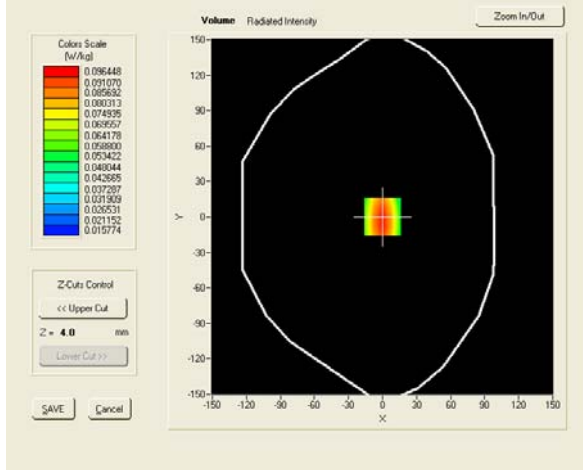 Volume Radiated Intensity
Zoom In/Out
Colors Scale
(W/kg)
0.096448
0.091070
0.085692
0.080313
0.074935
0.069557
0.064178
0.058800
0.053422
0.048044
0.042665
0.037287
0.031909
0.026531
0.021152
0.015774
150
120
90
60
30
0
-30
-60
-90
-120
-150
Y
-150 -120 -90 -60 -30 0 30 60 90 120 150
X
Z-Cuts Control
<< Upper Cut
Z = 4.0 mm
Lower Cut >>
SAVE Cancel